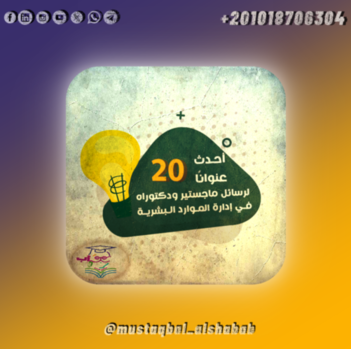 +201018706304
أحدث
20 عنوانًا
لرسائل ماجستير ودكتوراه
في إدارة الموارد البشرية
@mustaqbal_alshabab